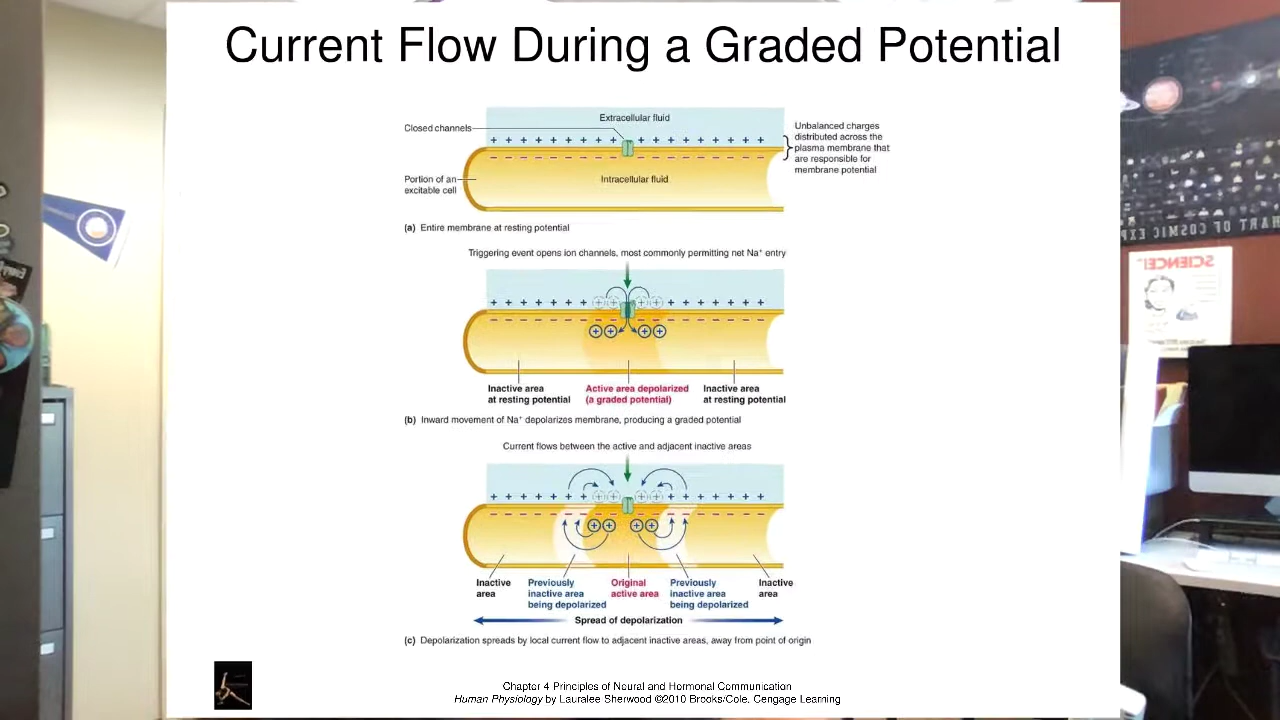 Current Flow During a Graded Potential
Extracellular fluid
Closed channels
Unbalanced charges
distributed across the
plasma membrane that
are responsible for
membrane potential
Portion of an
excitable cell
Intracellular fluid
(a) Entire membrane at resting potential
Triggering event opens ion channels, most commonly permitting net Na⁺ entry
Inactive area
at resting potential
Active area depolarized
(a graded potential)
Inactive area
at resting potential
(b) Inward movement of Na⁺ depolarizes membrane, producing a graded potential
Current flows between the active and adjacent inactive areas
Inactive
area
Previously
inactive area
being depolarized
Original
active area
Previously
inactive area
being depolarized
Inactive
area
Spread of depolarization
(c) Depolarization spreads by local current flow to adjacent inactive areas, away from point of origin
Chapter 4 Principles of Neural and Hormonal Communication
Human Physiology by Lauralee Sherwood ©2010 Brooks/Cole, Cengage Learning
HART OF COSMIC EXP
SCIENCE!